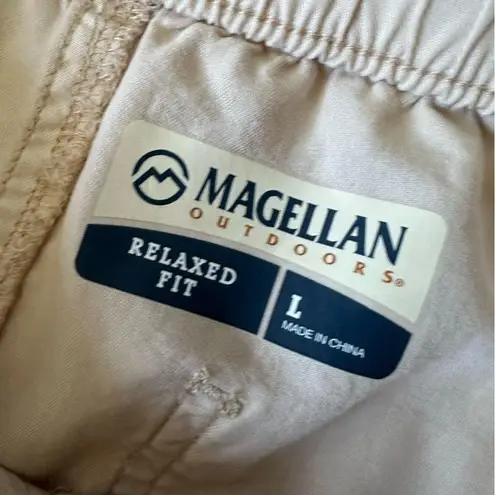 MAGELLAN
OUTDOORS®
RELAXED
FIT
L
MADE IN CHINA